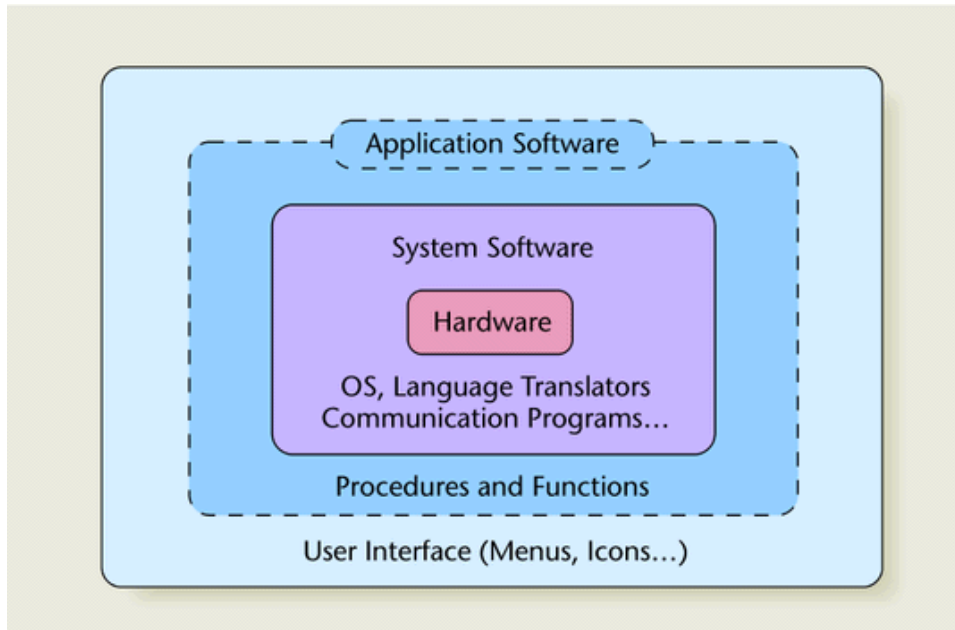 Application Software
System Software
Hardware
OS, Language Translators
Communication Programs...
Procedures and Functions
User Interface (Menus, Icons...)